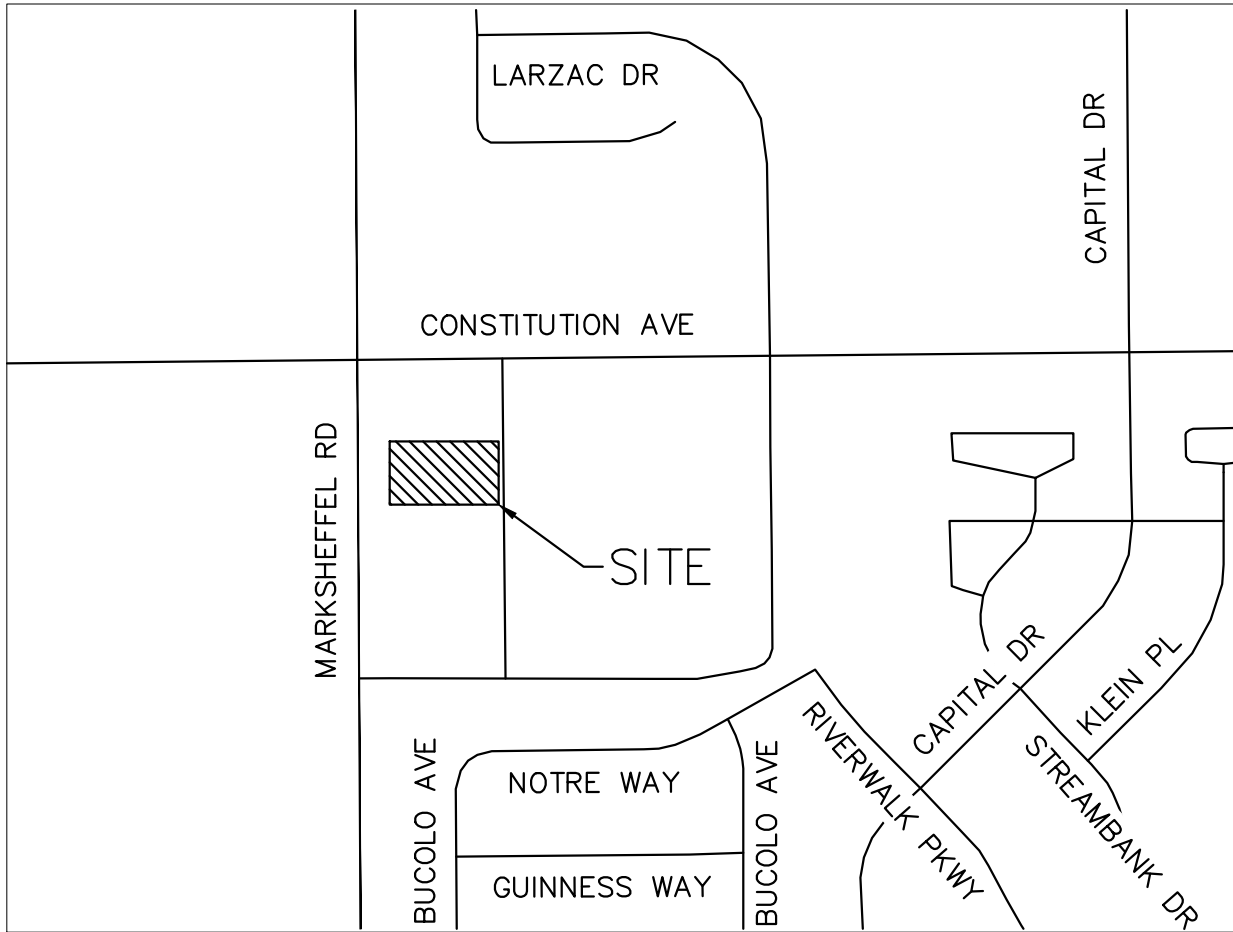 LARZAC DR
CAPITAL DR
CONSTITUTION AVE
MARKSHEFFEL RD
SITE
CAPITAL DR
KLEIN PL
RIVERWALK PKWY
STREAMBANK DR
BUCOLO AVE
NOTRE WAY
BUCOLO AVE
GUINNESS WAY